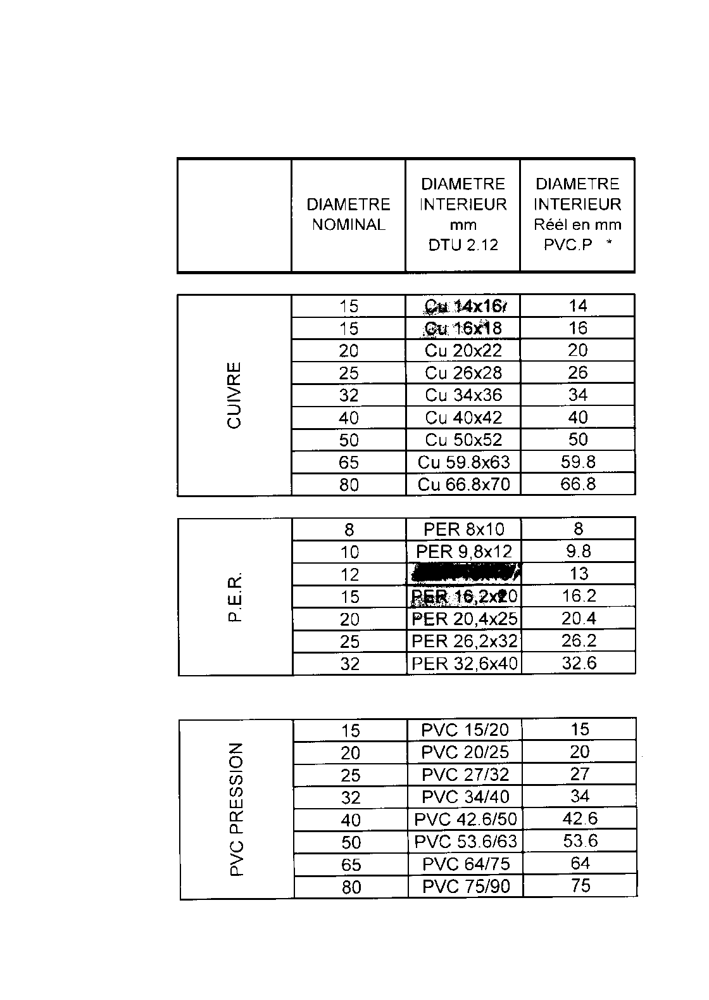 DIAMETRE NOMINAL DIAMETRE INTERIEUR mm DTU 2.12 DIAMETRE INTERIEUR Réél en mm PVC.P *
CUIVRE
15 Cu 14x16 14
15 Cu 16x18 16
20 Cu 20x22 20
25 Cu 26x28 26
32 Cu 34x36 34
40 Cu 40x42 40
50 Cu 50x52 50
65 Cu 59.8x63 59.8
80 Cu 66.8x70 66.8
P.E.R.
8 PER 8x10 8
10 PER 9,8x12 9.8
12 13
15 PER 16,2x20 16.2
20 PER 20,4x25 20.4
25 PER 26,2x32 26.2
32 PER 32,6x40 32.6
PVC PRESSION
15 PVC 15/20 15
20 PVC 20/25 20
25 PVC 27/32 27
32 PVC 34/40 34
40 PVC 42.6/50 42.6
50 PVC 53.6/63 53.6
65 PVC 64/75 64
80 PVC 75/90 75